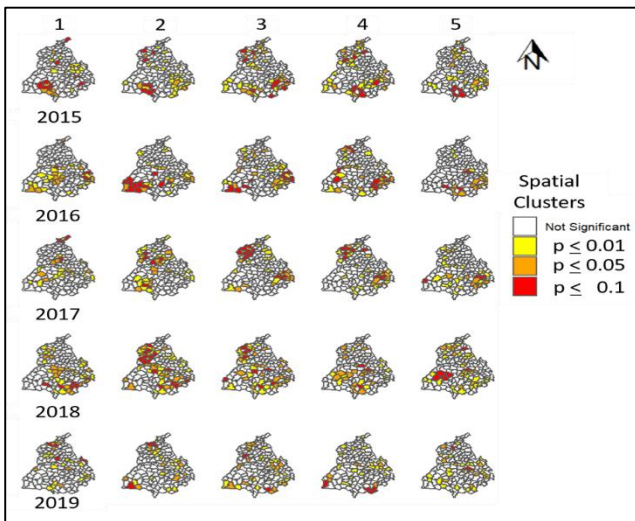 1 2 3 4 5
N
2015
2016
Spatial
Clusters
Not Significant
p ≤ 0.01
p ≤ 0.05
p ≤ 0.1
2017
2018
2019